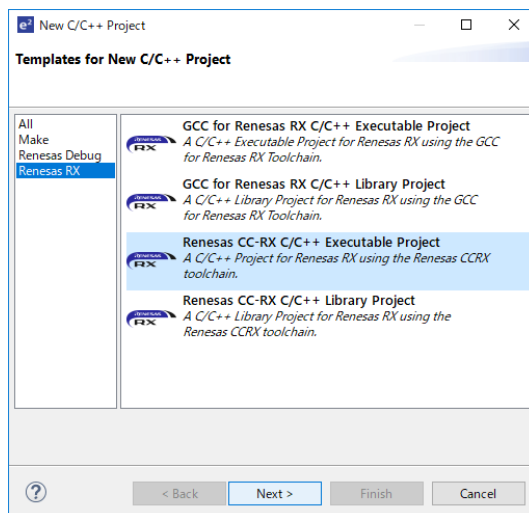 e² New C/C++ Project
Templates for New C/C++ Project
All
Make
Renesas Debug
Renesas RX
RENESAS
RX
GCC for Renesas RX C/C++ Executable Project
A C/C++ Executable Project for Renesas RX using the GCC
for Renesas RX Toolchain.
RENESAS
RX
GCC for Renesas RX C/C++ Library Project
A C/C++ Library Project for Renesas RX using the GCC
for Renesas RX Toolchain.
RENESAS
RX
Renesas CC-RX C/C++ Executable Project
A C/C++ Project for Renesas RX using the Renesas CCRX
toolchain.
RENESAS
RX
Renesas CC-RX C/C++ Library Project
A C/C++ Library Project for Renesas RX using the
Renesas CCRX toolchain.
?
< Back
Next >
Finish
Cancel